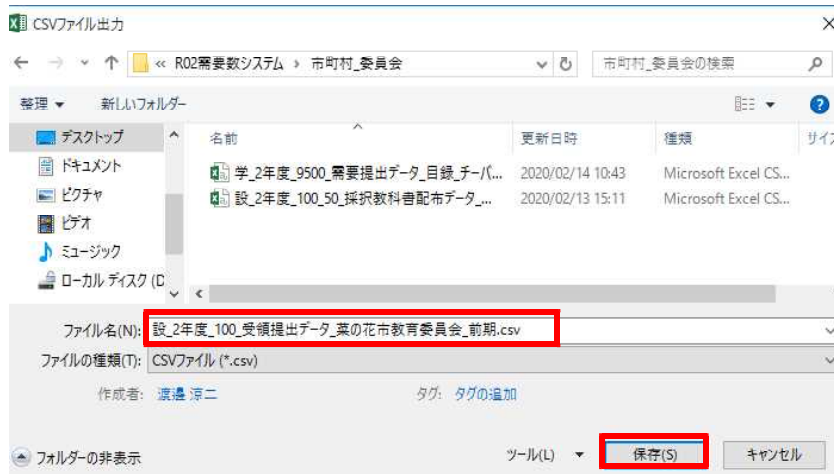 CSVファイル出力
« R02需要数システム › 市町村_委員会
市町村_委員会の検索
整理 新しいフォルダー
名前 更新日時 種類 サイズ
デスクトップ
ドキュメント
ピクチャ
ビデオ
ミュージック
ローカル ディスク (D
学_2年度_9500_需要提出データ_目録_チーバ... 2020/02/14 10:43 Microsoft Excel CS...
設_2年度_100_50_採択教科書配布データ_... 2020/02/13 15:11 Microsoft Excel CS...
ファイル名(N): 設_2年度_100_受領提出データ_菜の花市教育委員会_前期.csv
ファイルの種類(T): CSVファイル (*.csv)
作成者: 渡邉 涼二 タグ: タグの追加
フォルダーの非表示 ツール(L) 保存(S) キャンセル